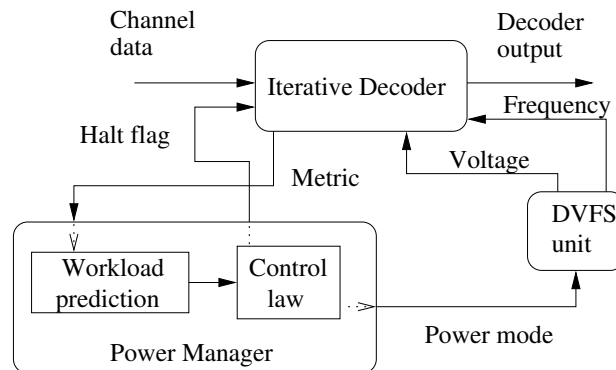 Channel
data
Decoder
output
Iterative Decoder
Frequency
Halt flag
Voltage
Metric
DVFS
unit
Workload
prediction
Control
law
Power mode
Power Manager